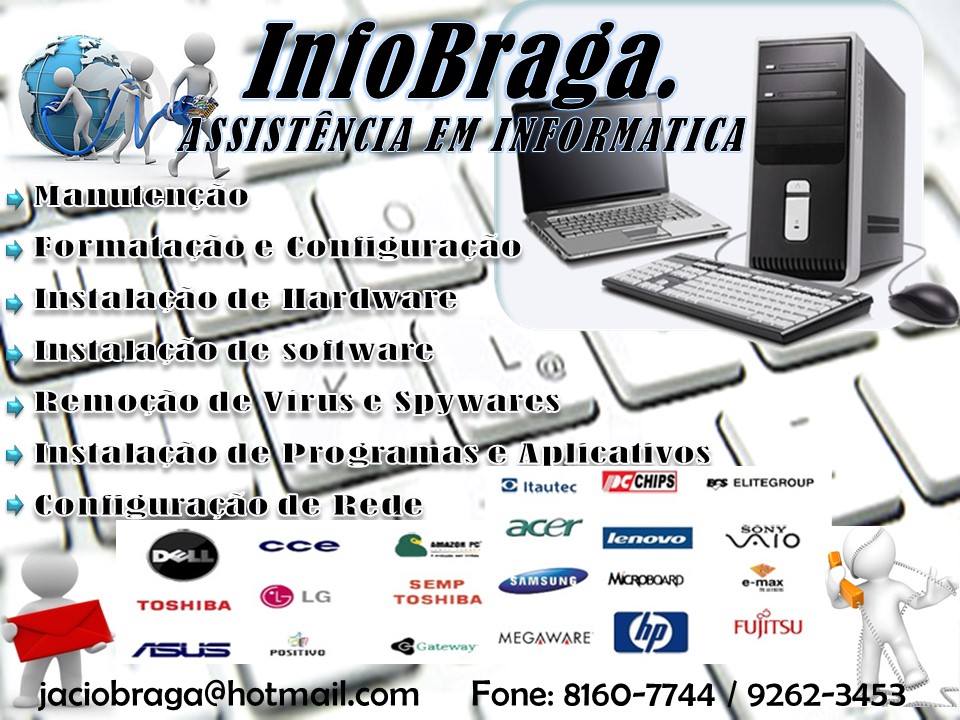 InfoBraga.
ASSISTÊNCIA EM INFORMATICA
Manutenção
Formatação e Configuração
Instalação de Hardware
Instalação de software
Remoção de Vírus e Spywares
Instalação de Programas e Aplicativos
Configuração de Rede
Itautec PCCHIPS ECS ELITEGROUP
acer lenovo SONY VAIO
DELL cce AMAZON PC
SAMSUNG MICROBOARD e-max
TOSHIBA LG SEMP TOSHIBA
MEGAWARE hp FUJITSU
ASUS POSITIVO Gateway
jaciobraga@hotmail.com Fone: 8160-7744 / 9262-3453